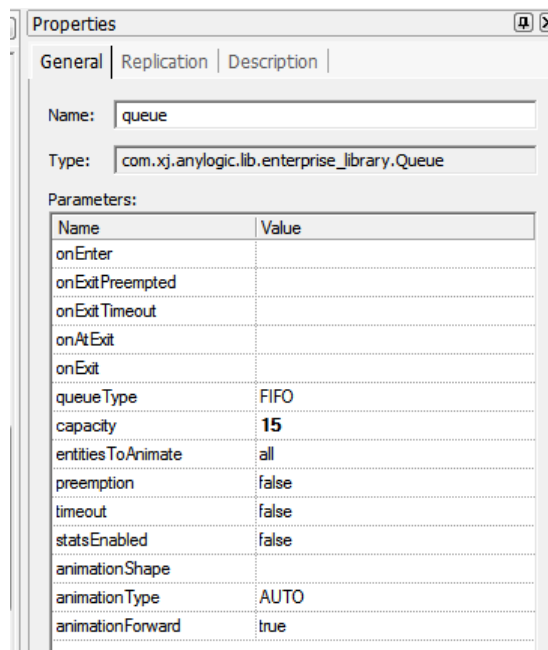 Properties
General Replication Description
Name: queue
Type: com.xj.anylogic.lib.enterprise_library.Queue
Parameters:
Name Value
onEnter
onExitPreempted
onExitTimeout
onAtExit
onExit
queueType FIFO
capacity 15
entitiesToAnimate all
preemption false
timeout false
statsEnabled false
animationShape
animationType AUTO
animationForward true